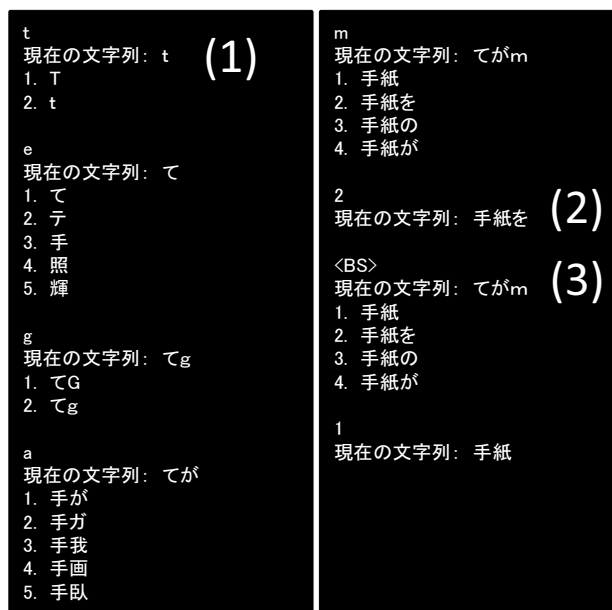 t
現在の文字列: t
(1)
1. T
2. t
e
現在の文字列: て
1. て
2. テ
3. 手
4. 照
5. 輝
g
現在の文字列: てg
1. てG
2. てg
a
現在の文字列: てが
1. 手が
2. 手ガ
3. 手我
4. 手画
5. 手臥
m
現在の文字列: てがm
1. 手紙
2. 手紙を
3. 手紙の
4. 手紙が
2
現在の文字列: 手紙を
(2)
<BS>
現在の文字列: てがm
(3)
1. 手紙
2. 手紙を
3. 手紙の
4. 手紙が
1
現在の文字列: 手紙